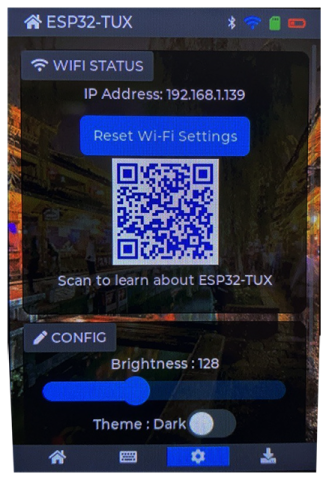 ESP32-TUX
WIFI STATUS
IP Address: 192.168.1.139
Reset Wi-Fi Settings
Scan to learn about ESP32-TUX
CONFIG
Brightness : 128
Theme : Dark